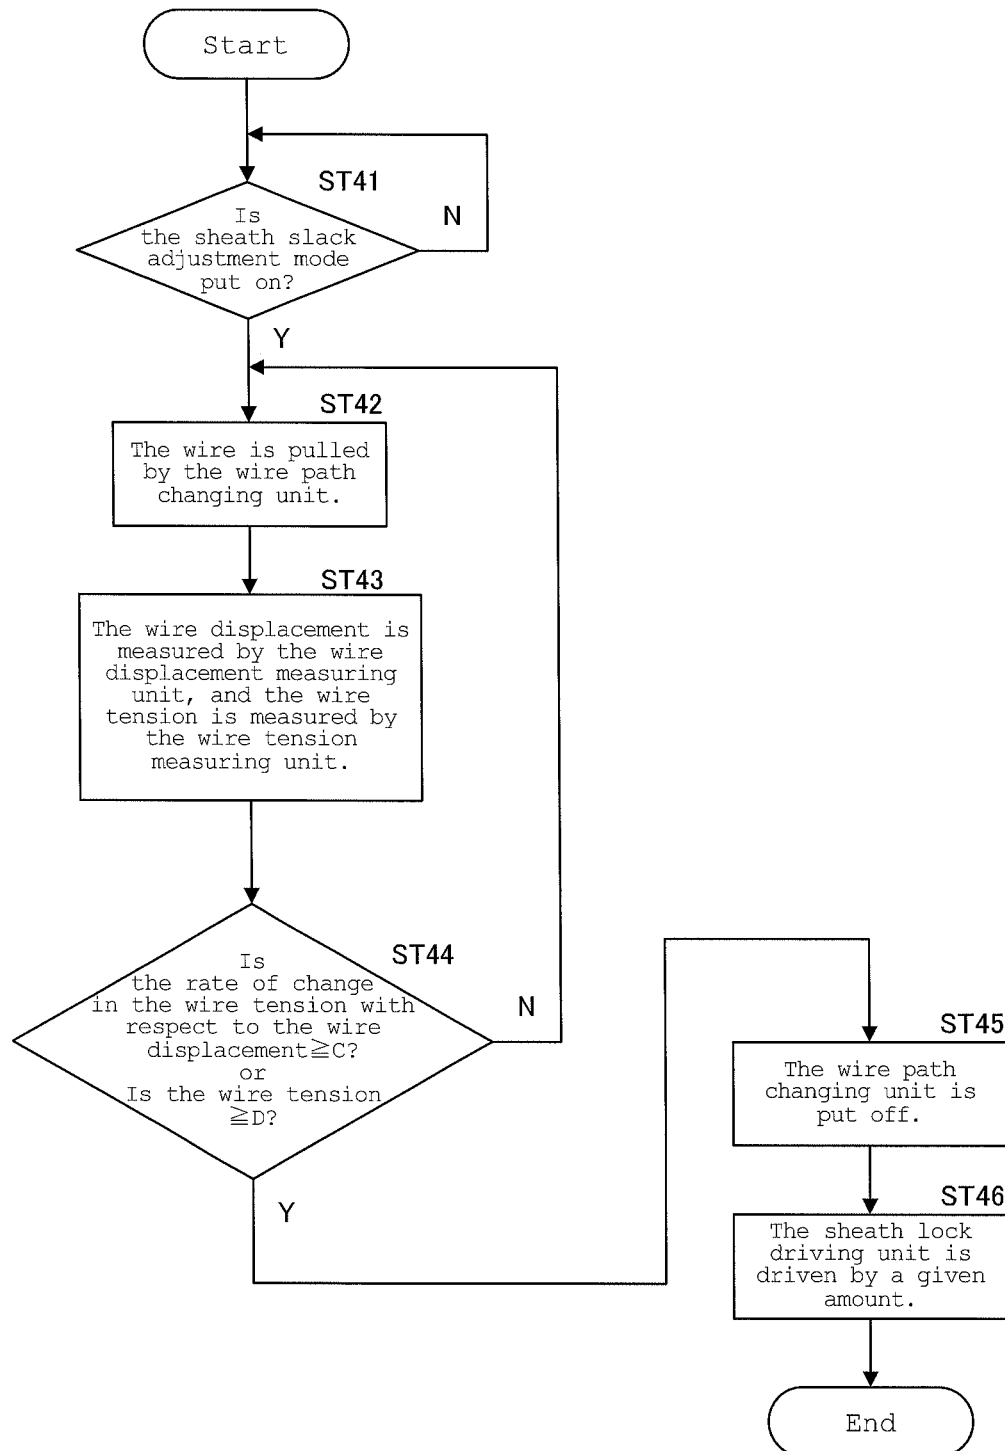 Start
ST41
Is
the sheath slack
adjustment mode
put on?
N
Y
ST42
The wire is pulled
by the wire path
changing unit.
ST43
The wire displacement is
measured by the wire
displacement measuring
unit, and the wire
tension is measured by
the wire tension
measuring unit.
ST44
Is
the rate of change
in the wire tension with
respect to the wire
displacement≧C?
or
Is the wire tension
≧D?
N
Y
ST45
The wire path
changing unit is
put off.
ST46
The sheath lock
driving unit is
driven by a given
amount.
End